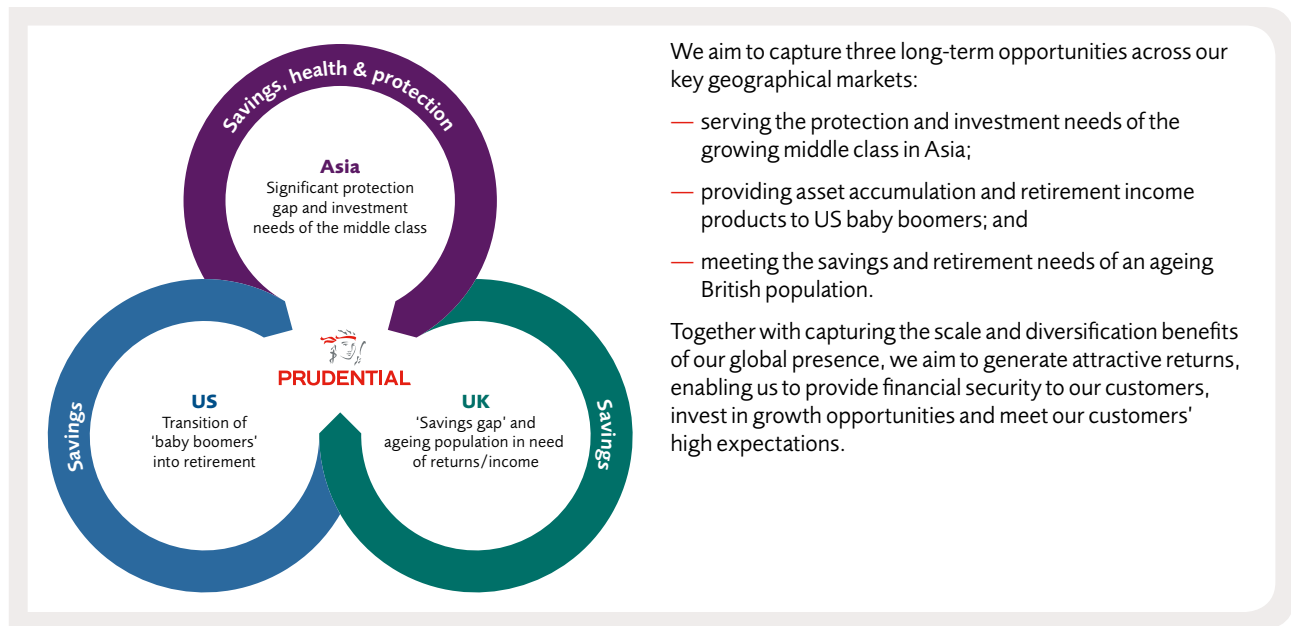 Savings, health & protection
Asia
Significant protection
gap and investment
needs of the middle class
PRUDENTIAL
US
Transition of
'baby boomers'
into retirement
Savings
UK
'Savings gap' and
ageing population in need
of returns/income
Savings
We aim to capture three long-term opportunities across our
key geographical markets:
— serving the protection and investment needs of the
growing middle class in Asia;
— providing asset accumulation and retirement income
products to US baby boomers; and
— meeting the savings and retirement needs of an ageing
British population.
Together with capturing the scale and diversification benefits
of our global presence, we aim to generate attractive returns,
enabling us to provide financial security to our customers,
invest in growth opportunities and meet our customers'
high expectations.